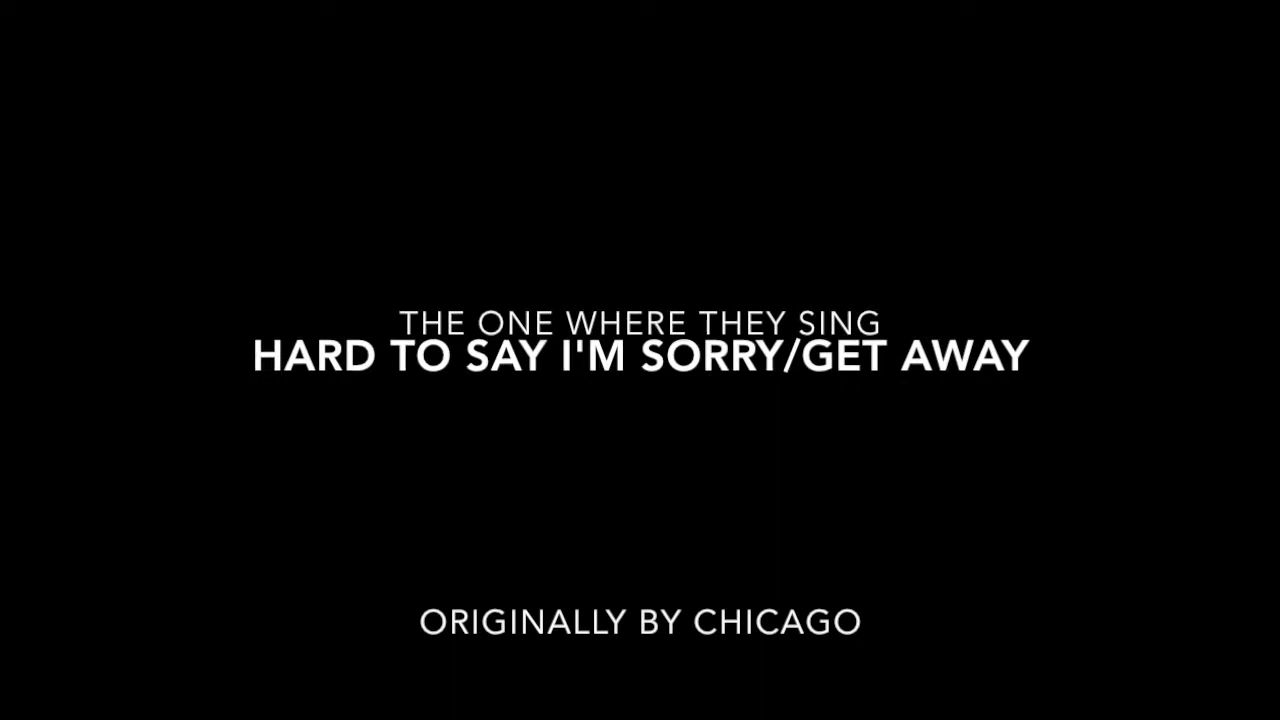 THE ONE WHERE THEY SING
HARD TO SAY I'M SORRY/GET AWAY
ORIGINALLY BY CHICAGO